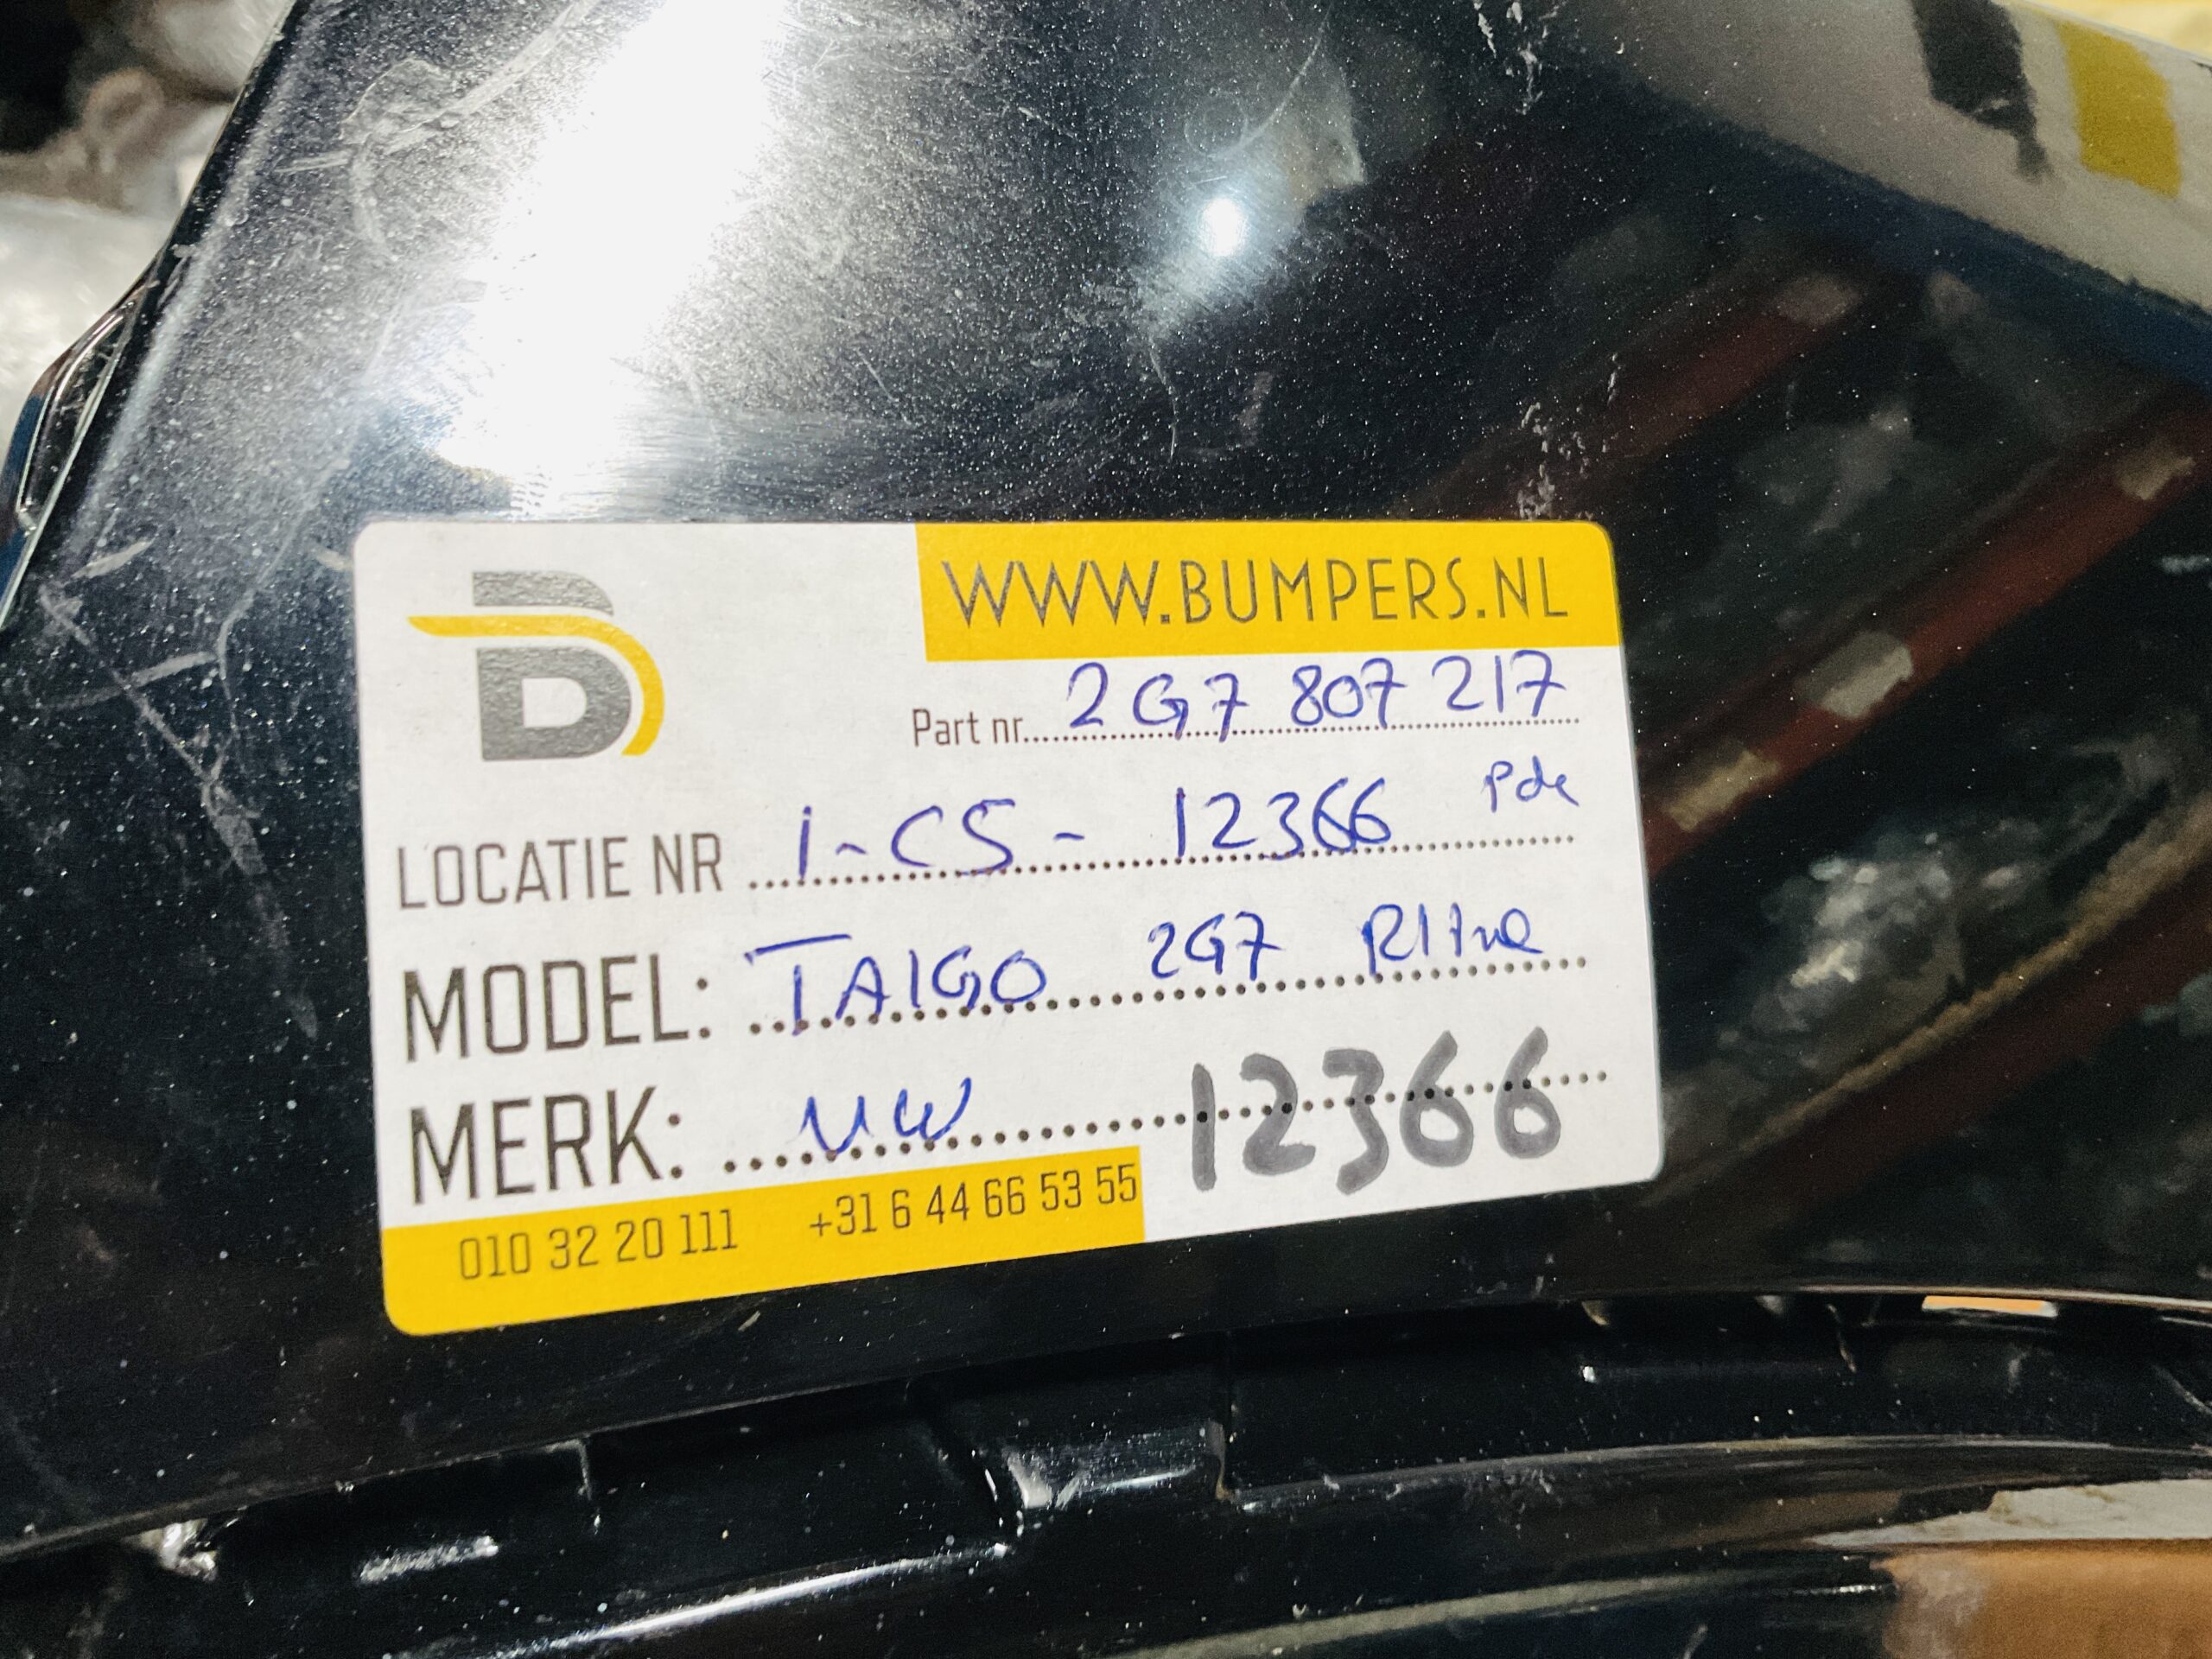 B
WWW.BUMPERS.NL
Part nr. 2G7 807 217
LOCATIE NR 1-CS- 12366 Pdc
MODEL: TAIGO 2G7 Rline
MERK: VW 12366
010 32 20 111 +31 6 44 66 53 55